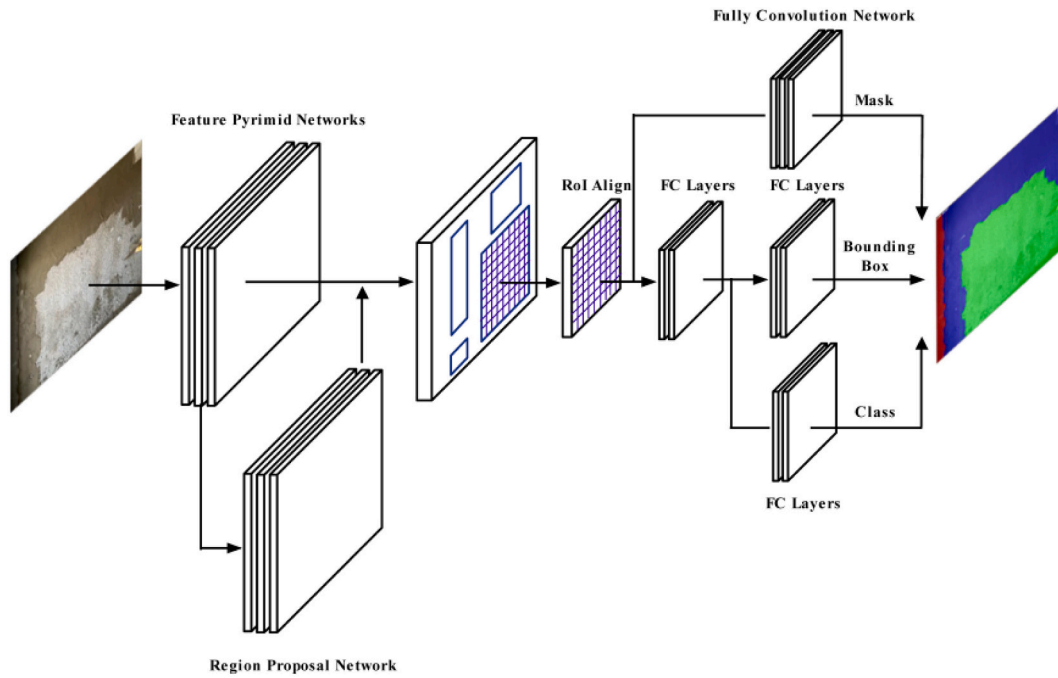 Fully Convolution Network
Mask
Feature Pyrimid Networks
RoI Align
FC Layers
FC Layers
Bounding
Box
Class
FC Layers
Region Proposal Network